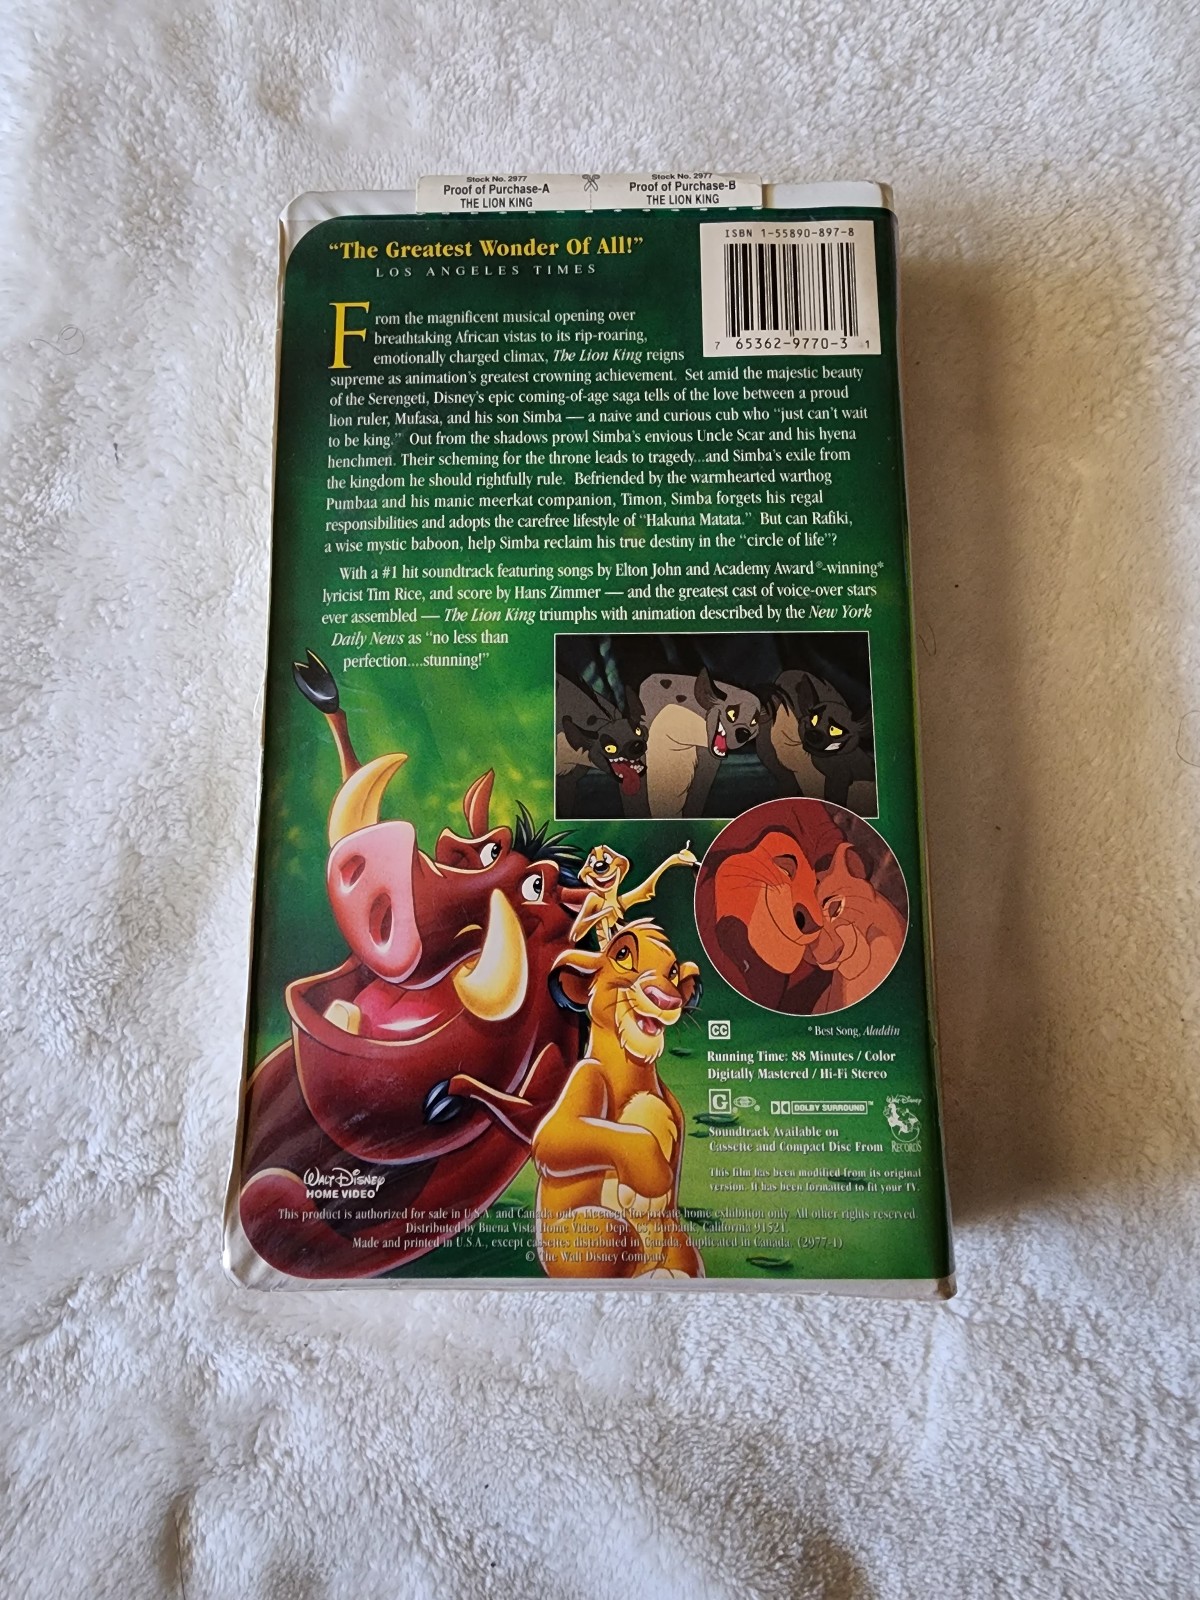 Stock No. 2977
Proof of Purchase-A
THE LION KING
Stock No. 2977
Proof of Purchase-B
THE LION KING
"The Greatest Wonder Of All!"
LOS ANGELES TIMES
ISBN 1-55890-897-8
7 65362-9770-3 1
From the magnificent musical opening over
breathtaking African vistas to its rip-roaring,
emotionally charged climax, The Lion King reigns
supreme as animation's greatest crowning achievement. Set amid the majestic beauty
of the Serengeti, Disney's epic coming-of-age saga tells of the love between a proud
lion ruler, Mufasa, and his son Simba — a naive and curious cub who "just can't wait
to be king." Out from the shadows prowl Simba's envious Uncle Scar and his hyena
henchmen. Their scheming for the throne leads to tragedy...and Simba's exile from
the kingdom he should rightfully rule. Befriended by the warmhearted warthog
Pumbaa and his manic meerkat companion, Timon, Simba forgets his regal
responsibilities and adopts the carefree lifestyle of "Hakuna Matata." But can Rafiki,
a wise mystic baboon, help Simba reclaim his true destiny in the "circle of life"?
With a #1 hit soundtrack featuring songs by Elton John and Academy Award®-winning*
lyricist Tim Rice, and score by Hans Zimmer — and the greatest cast of voice-over stars
ever assembled — The Lion King triumphs with animation described by the New York
Daily News as "no less than
perfection....stunning!"
CC
* Best Song, Aladdin
Running Time: 88 Minutes / Color
Digitally Mastered / Hi-Fi Stereo
G
DOLBY SURROUND™
Soundtrack Available on
Cassette and Compact Disc From
Walt Disney
RECORDS
This film has been modified from its original
version. It has been formatted to fit your TV.
WALT DISNEY
HOME VIDEO
This product is authorized for sale in U.S.A. and Canada only. Licensed for private home exhibition only. All other rights reserved.
Distributed by Buena Vista Home Video, Dept. CS, Burbank, California 91521.
Made and printed in U.S.A., except cassettes distributed in Canada, duplicated in Canada. (2977-1)
© The Walt Disney Company.